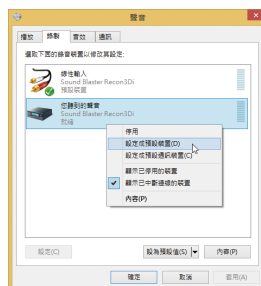 聲音
播放 錄製 音效 通訊
選取下面的錄音裝置以修改其設定:
線性輸入
Sound Blaster Recon3Di
預設裝置
您聽到的聲音
Sound Blaster Recon3Di
就緒
停用
設定成預設裝置(D)
設定成預設通訊裝置(C)
顯示已停用的裝置
顯示已中斷連線的裝置
內容(P)
設定(C) 設為預設值(S) 內容(P)
確定 取消 套用(A)